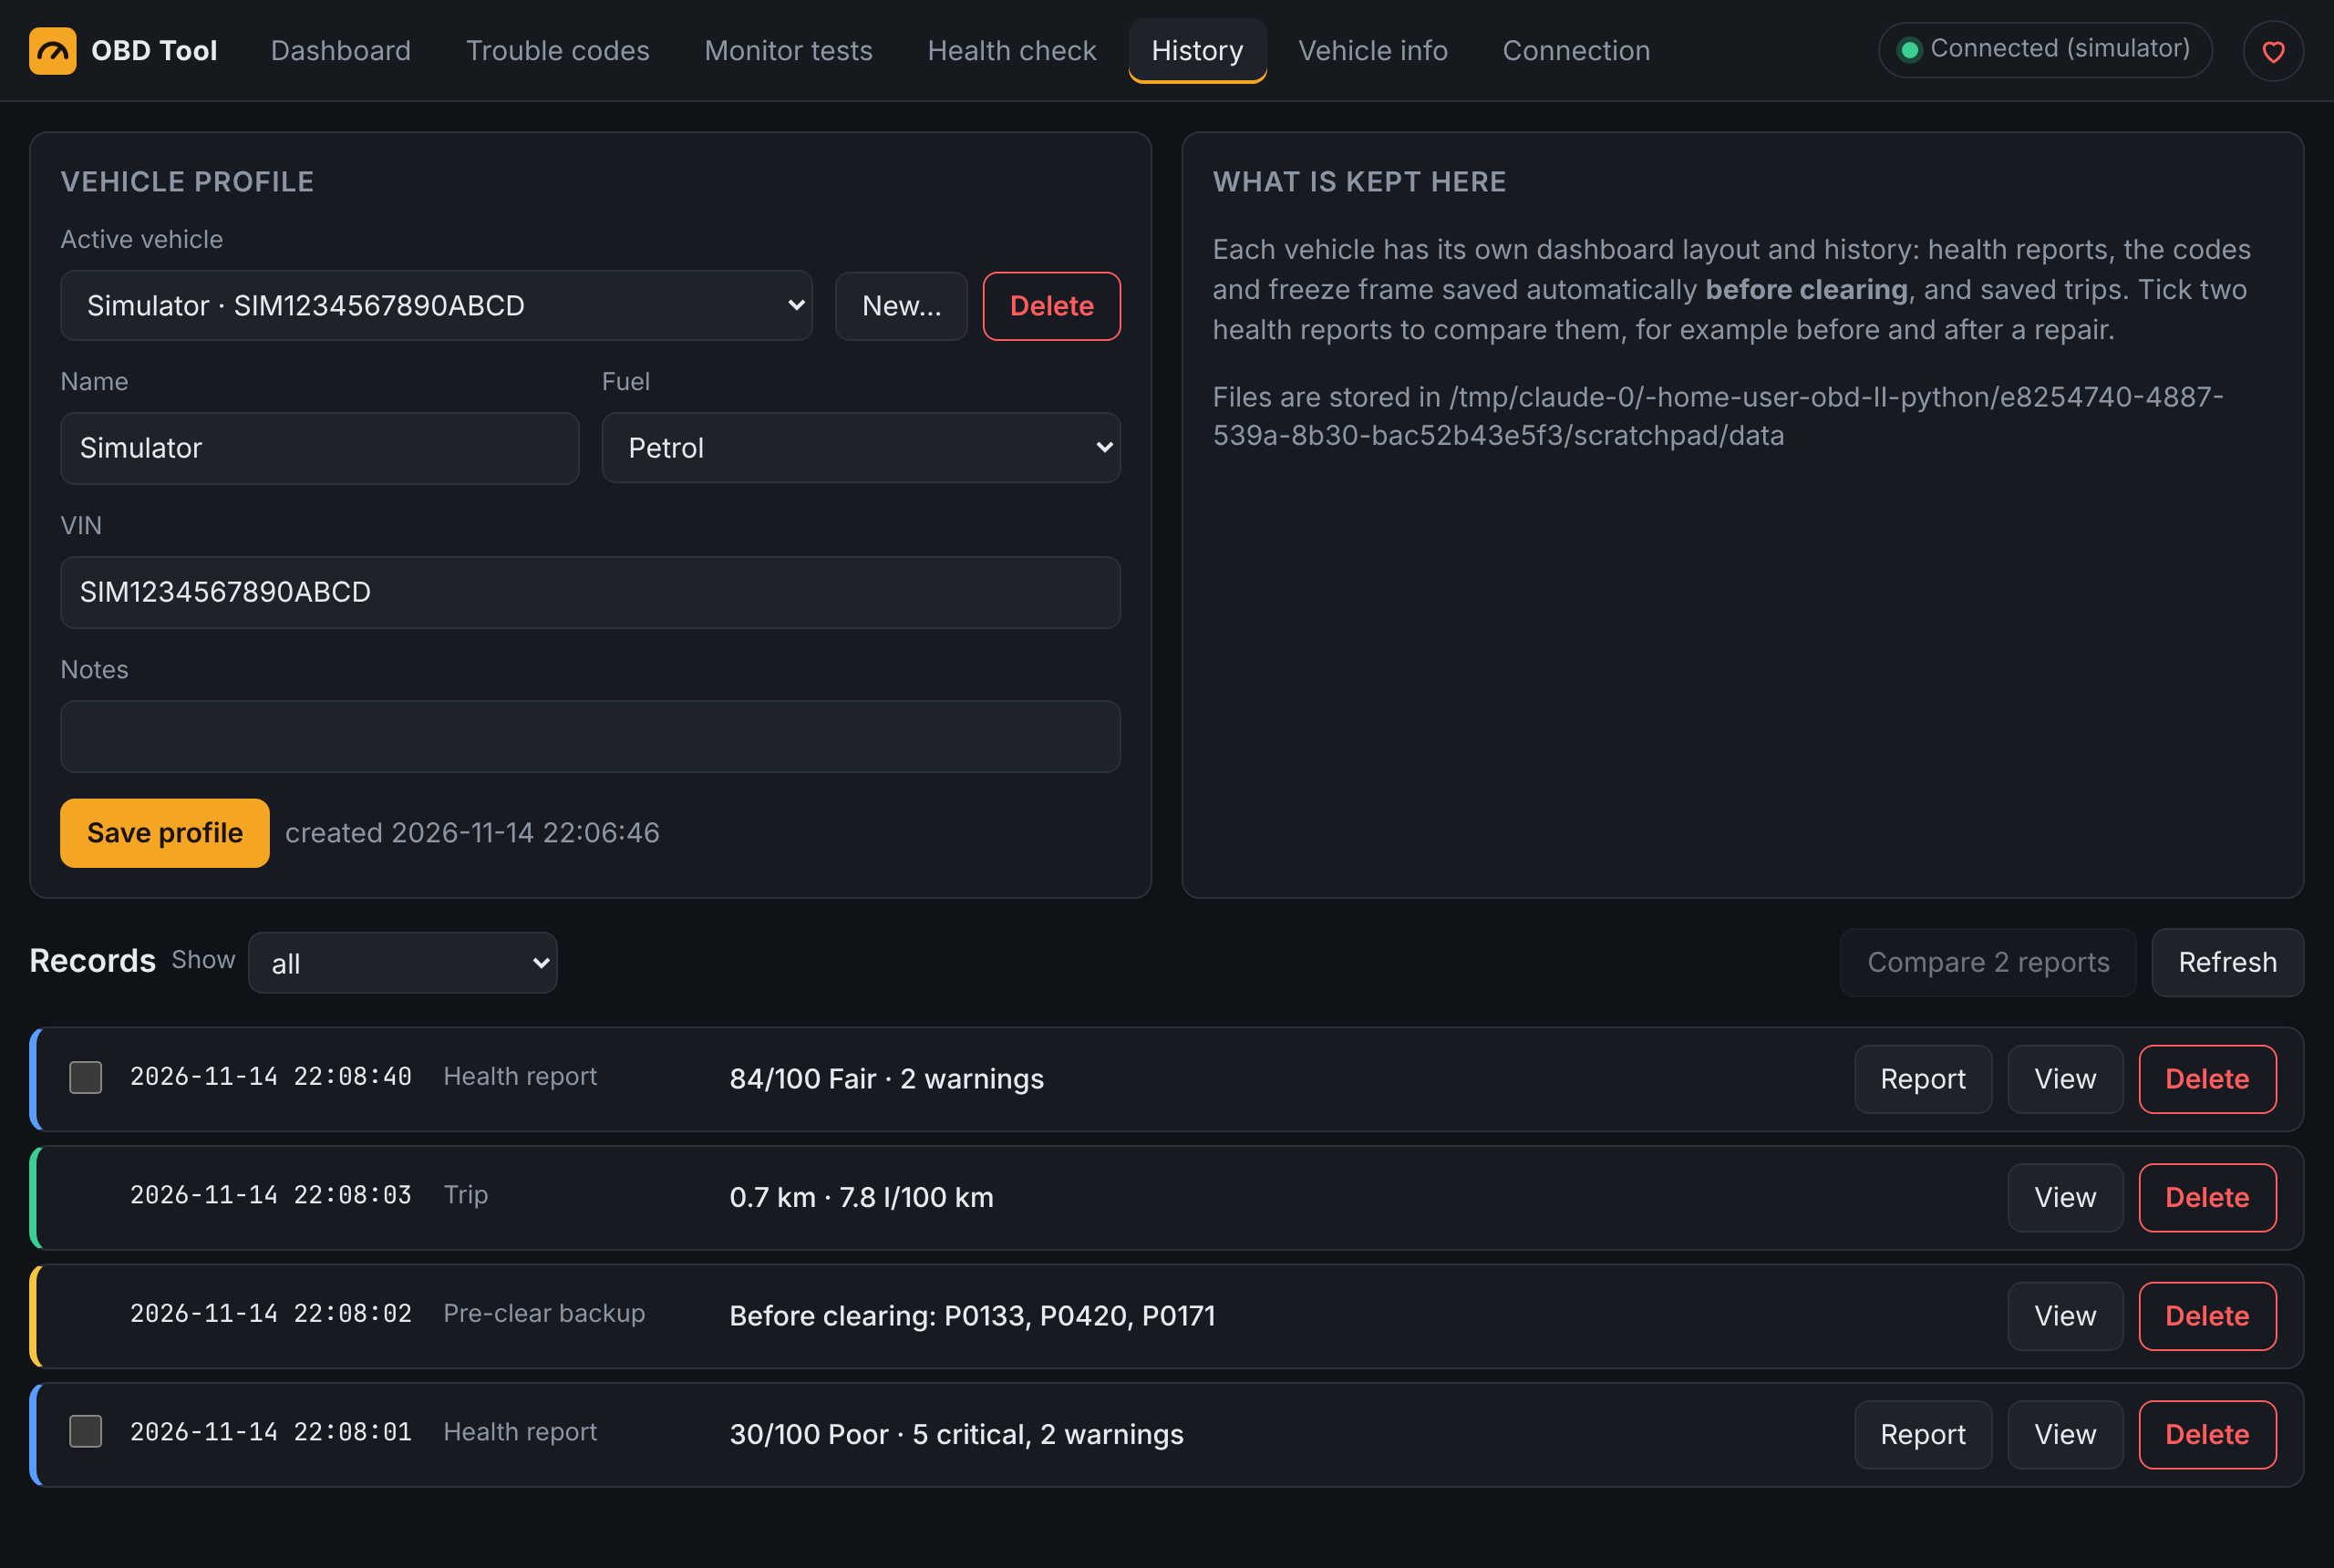 OBD Tool
Dashboard
Trouble codes
Monitor tests
Health check
History
Vehicle info
Connection
Connected (simulator)
VEHICLE PROFILE
Active vehicle
Simulator · SIM1234567890ABCD
New...
Delete
Name
Fuel
Simulator
Petrol
VIN
SIM1234567890ABCD
Notes
Save profile
created 2026-11-14 22:06:46
WHAT IS KEPT HERE
Each vehicle has its own dashboard layout and history: health reports, the codes
and freeze frame saved automatically before clearing, and saved trips. Tick two
health reports to compare them, for example before and after a repair.
Files are stored in /tmp/claude-0/-home-user-obd-II-python/e8254740-4887-
539a-8b30-bac52b43e5f3/scratchpad/data
Records
Show
all
Compare 2 reports
Refresh
2026-11-14 22:08:40 Health report 84/100 Fair · 2 warnings Report View Delete
2026-11-14 22:08:03 Trip 0.7 km · 7.8 l/100 km View Delete
2026-11-14 22:08:02 Pre-clear backup Before clearing: P0133, P0420, P0171 View Delete
2026-11-14 22:08:01 Health report 30/100 Poor · 5 critical, 2 warnings Report View Delete